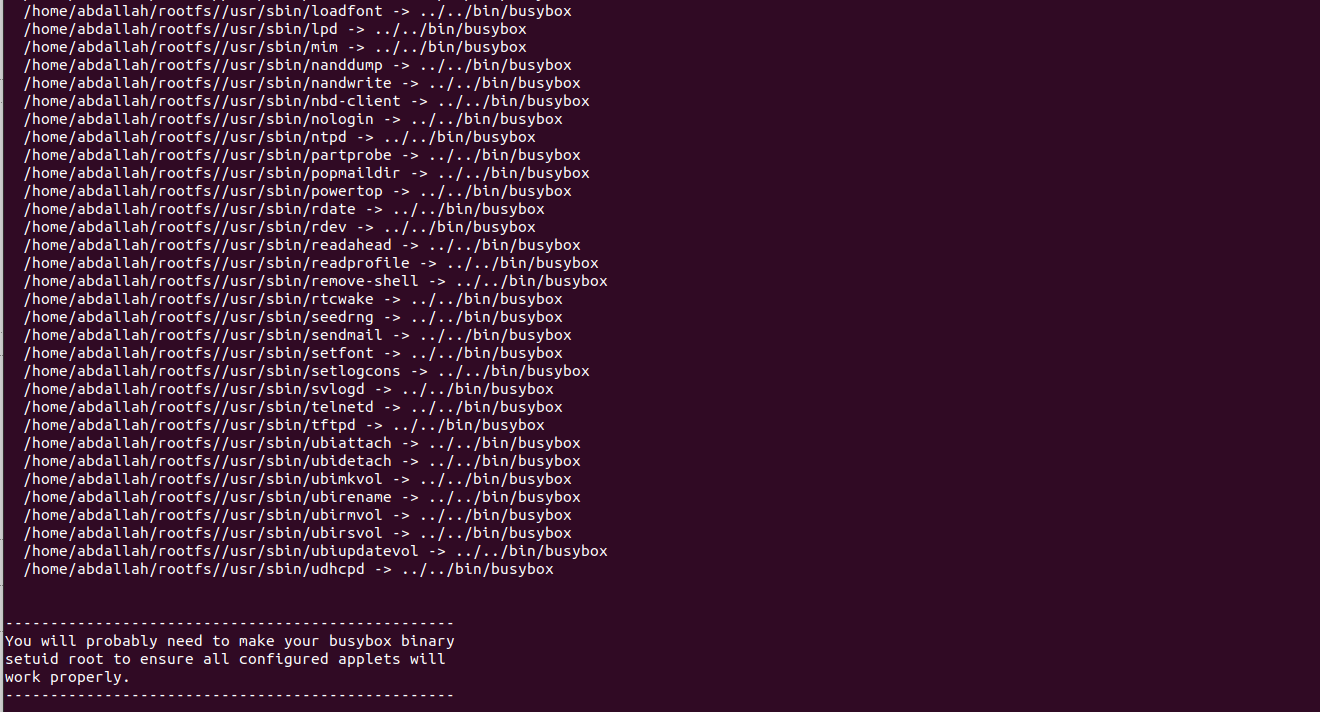 /home/abdallah/rootfs//usr/sbin/loadfont -> ../../bin/busybox
/home/abdallah/rootfs//usr/sbin/lpd -> ../../bin/busybox
/home/abdallah/rootfs//usr/sbin/mim -> ../../bin/busybox
/home/abdallah/rootfs//usr/sbin/nanddump -> ../../bin/busybox
/home/abdallah/rootfs//usr/sbin/nandwrite -> ../../bin/busybox
/home/abdallah/rootfs//usr/sbin/nbd-client -> ../../bin/busybox
/home/abdallah/rootfs//usr/sbin/nologin -> ../../bin/busybox
/home/abdallah/rootfs//usr/sbin/ntpd -> ../../bin/busybox
/home/abdallah/rootfs//usr/sbin/partprobe -> ../../bin/busybox
/home/abdallah/rootfs//usr/sbin/popmaildir -> ../../bin/busybox
/home/abdallah/rootfs//usr/sbin/powertop -> ../../bin/busybox
/home/abdallah/rootfs//usr/sbin/rdate -> ../../bin/busybox
/home/abdallah/rootfs//usr/sbin/rdev -> ../../bin/busybox
/home/abdallah/rootfs//usr/sbin/readahead -> ../../bin/busybox
/home/abdallah/rootfs//usr/sbin/readprofile -> ../../bin/busybox
/home/abdallah/rootfs//usr/sbin/remove-shell -> ../../bin/busybox
/home/abdallah/rootfs//usr/sbin/rtcwake -> ../../bin/busybox
/home/abdallah/rootfs//usr/sbin/seedrng -> ../../bin/busybox
/home/abdallah/rootfs//usr/sbin/sendmail -> ../../bin/busybox
/home/abdallah/rootfs//usr/sbin/setfont -> ../../bin/busybox
/home/abdallah/rootfs//usr/sbin/setlogcons -> ../../bin/busybox
/home/abdallah/rootfs//usr/sbin/svlogd -> ../../bin/busybox
/home/abdallah/rootfs//usr/sbin/telnetd -> ../../bin/busybox
/home/abdallah/rootfs//usr/sbin/tftpd -> ../../bin/busybox
/home/abdallah/rootfs//usr/sbin/ubiattach -> ../../bin/busybox
/home/abdallah/rootfs//usr/sbin/ubidetach -> ../../bin/busybox
/home/abdallah/rootfs//usr/sbin/ubimkvol -> ../../bin/busybox
/home/abdallah/rootfs//usr/sbin/ubirename -> ../../bin/busybox
/home/abdallah/rootfs//usr/sbin/ubirmvol -> ../../bin/busybox
/home/abdallah/rootfs//usr/sbin/ubirsvol -> ../../bin/busybox
/home/abdallah/rootfs//usr/sbin/ubiupdatevol -> ../../bin/busybox
/home/abdallah/rootfs//usr/sbin/udhcpd -> ../../bin/busybox
--------------------------------------------------
You will probably need to make your busybox binary
setuid root to ensure all configured applets will
work properly.
--------------------------------------------------